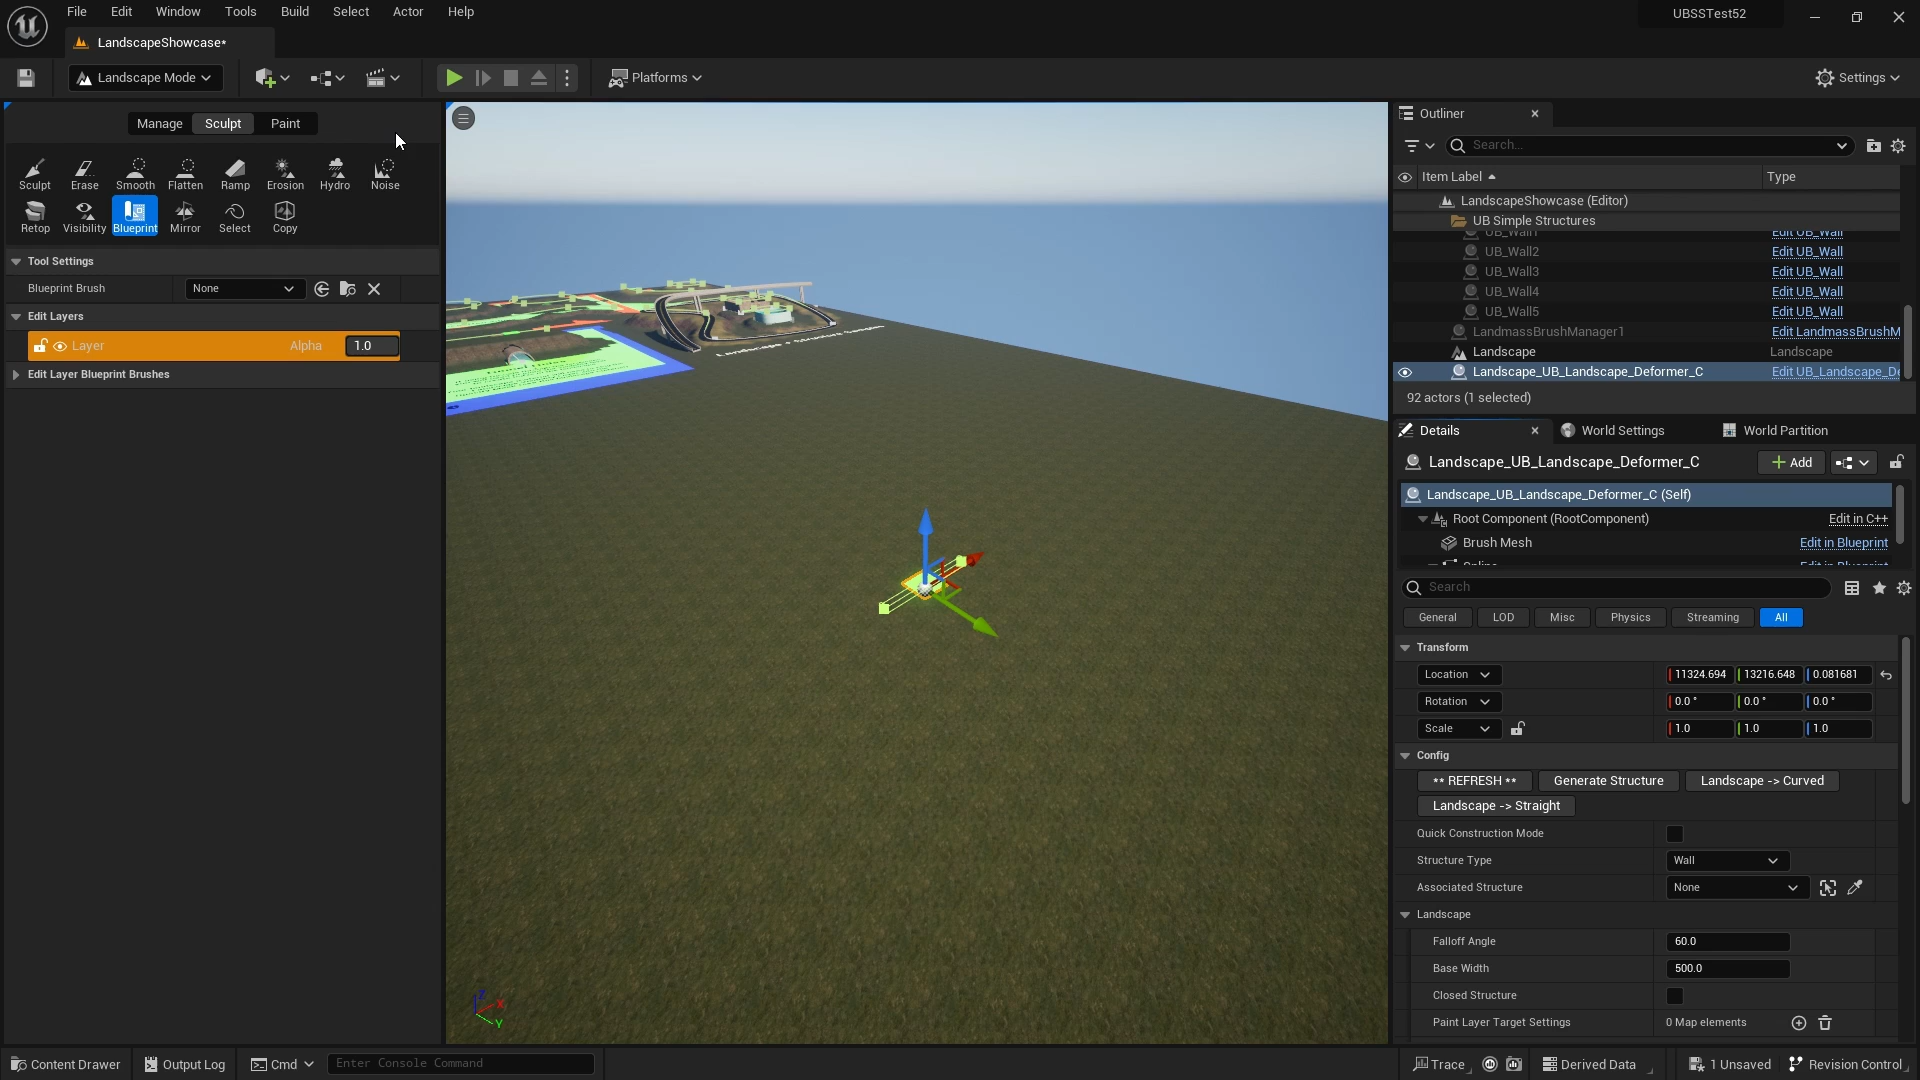 File Edit Window Tools Build Select Actor Help
UBSSTest52
LandscapeShowcase*
Landscape Mode
Platforms
Settings
Manage Sculpt Paint
Sculpt Erase Smooth Flatten Ramp Erosion Hydro Noise
Retop Visibility Blueprint Mirror Select Copy
Tool Settings
Blueprint Brush None
Edit Layers
Layer Alpha 1.0
Edit Layer Blueprint Brushes
Z X Y
Outliner
Search...
Item Label Type
LandscapeShowcase (Editor)
UB Simple Structures
UB_Wall1 Edit UB_Wall
UB_Wall2 Edit UB_Wall
UB_Wall3 Edit UB_Wall
UB_Wall4 Edit UB_Wall
UB_Wall5 Edit UB_Wall
LandmassBrushManager1 Edit LandmassBrushM
Landscape Landscape
Landscape_UB_Landscape_Deformer_C Edit UB_Landscape_De
92 actors (1 selected)
Details World Settings World Partition
Landscape_UB_Landscape_Deformer_C Add
Landscape_UB_Landscape_Deformer_C (Self)
Root Component (RootComponent) Edit in C++
Brush Mesh Edit in Blueprint
Spline Edit in Blueprint
Search
General LOD Misc Physics Streaming All
Transform
Location 11324.694 13216.648 0.081681
Rotation 0.0 ° 0.0 ° 0.0 °
Scale 1.0 1.0 1.0
Config
** REFRESH ** Generate Structure Landscape -> Curved
Landscape -> Straight
Quick Construction Mode
Structure Type Wall
Associated Structure None
Landscape
Falloff Angle 60.0
Base Width 500.0
Closed Structure
Paint Layer Target Settings 0 Map elements
Content Drawer Output Log Cmd Enter Console Command Trace Derived Data 1 Unsaved Revision Control